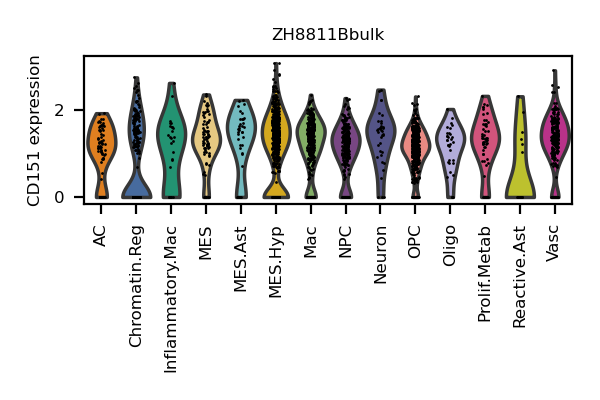 ZH8811Bbulk
CD151 expression
2
0
AC
Chromatin.Reg
Inflammatory.Mac
MES
MES.Ast
MES.Hyp
Mac
NPC
Neuron
OPC
Oligo
Prolif.Metab
Reactive.Ast
Vasc